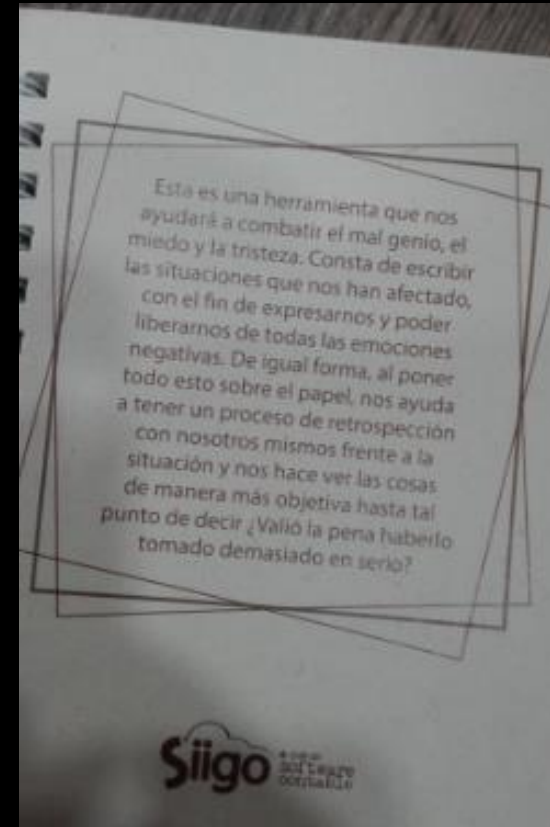 Esta es una herramienta que nos
ayudará a combatir el mal genio, el
miedo y la tristeza. Consta de escribir
las situaciones que nos han afectado,
con el fin de expresarnos y poder
liberarnos de todas las emociones
negativas. De igual forma, al poner
todo esto sobre el papel, nos ayuda
a tener un proceso de retrospección
con nosotros mismos frente a la
situación y nos hace ver las cosas
de manera más objetiva hasta tal
punto de decir ¿Valió la pena haberlo
tomado demasiado en serio?
Siigo
software
contable